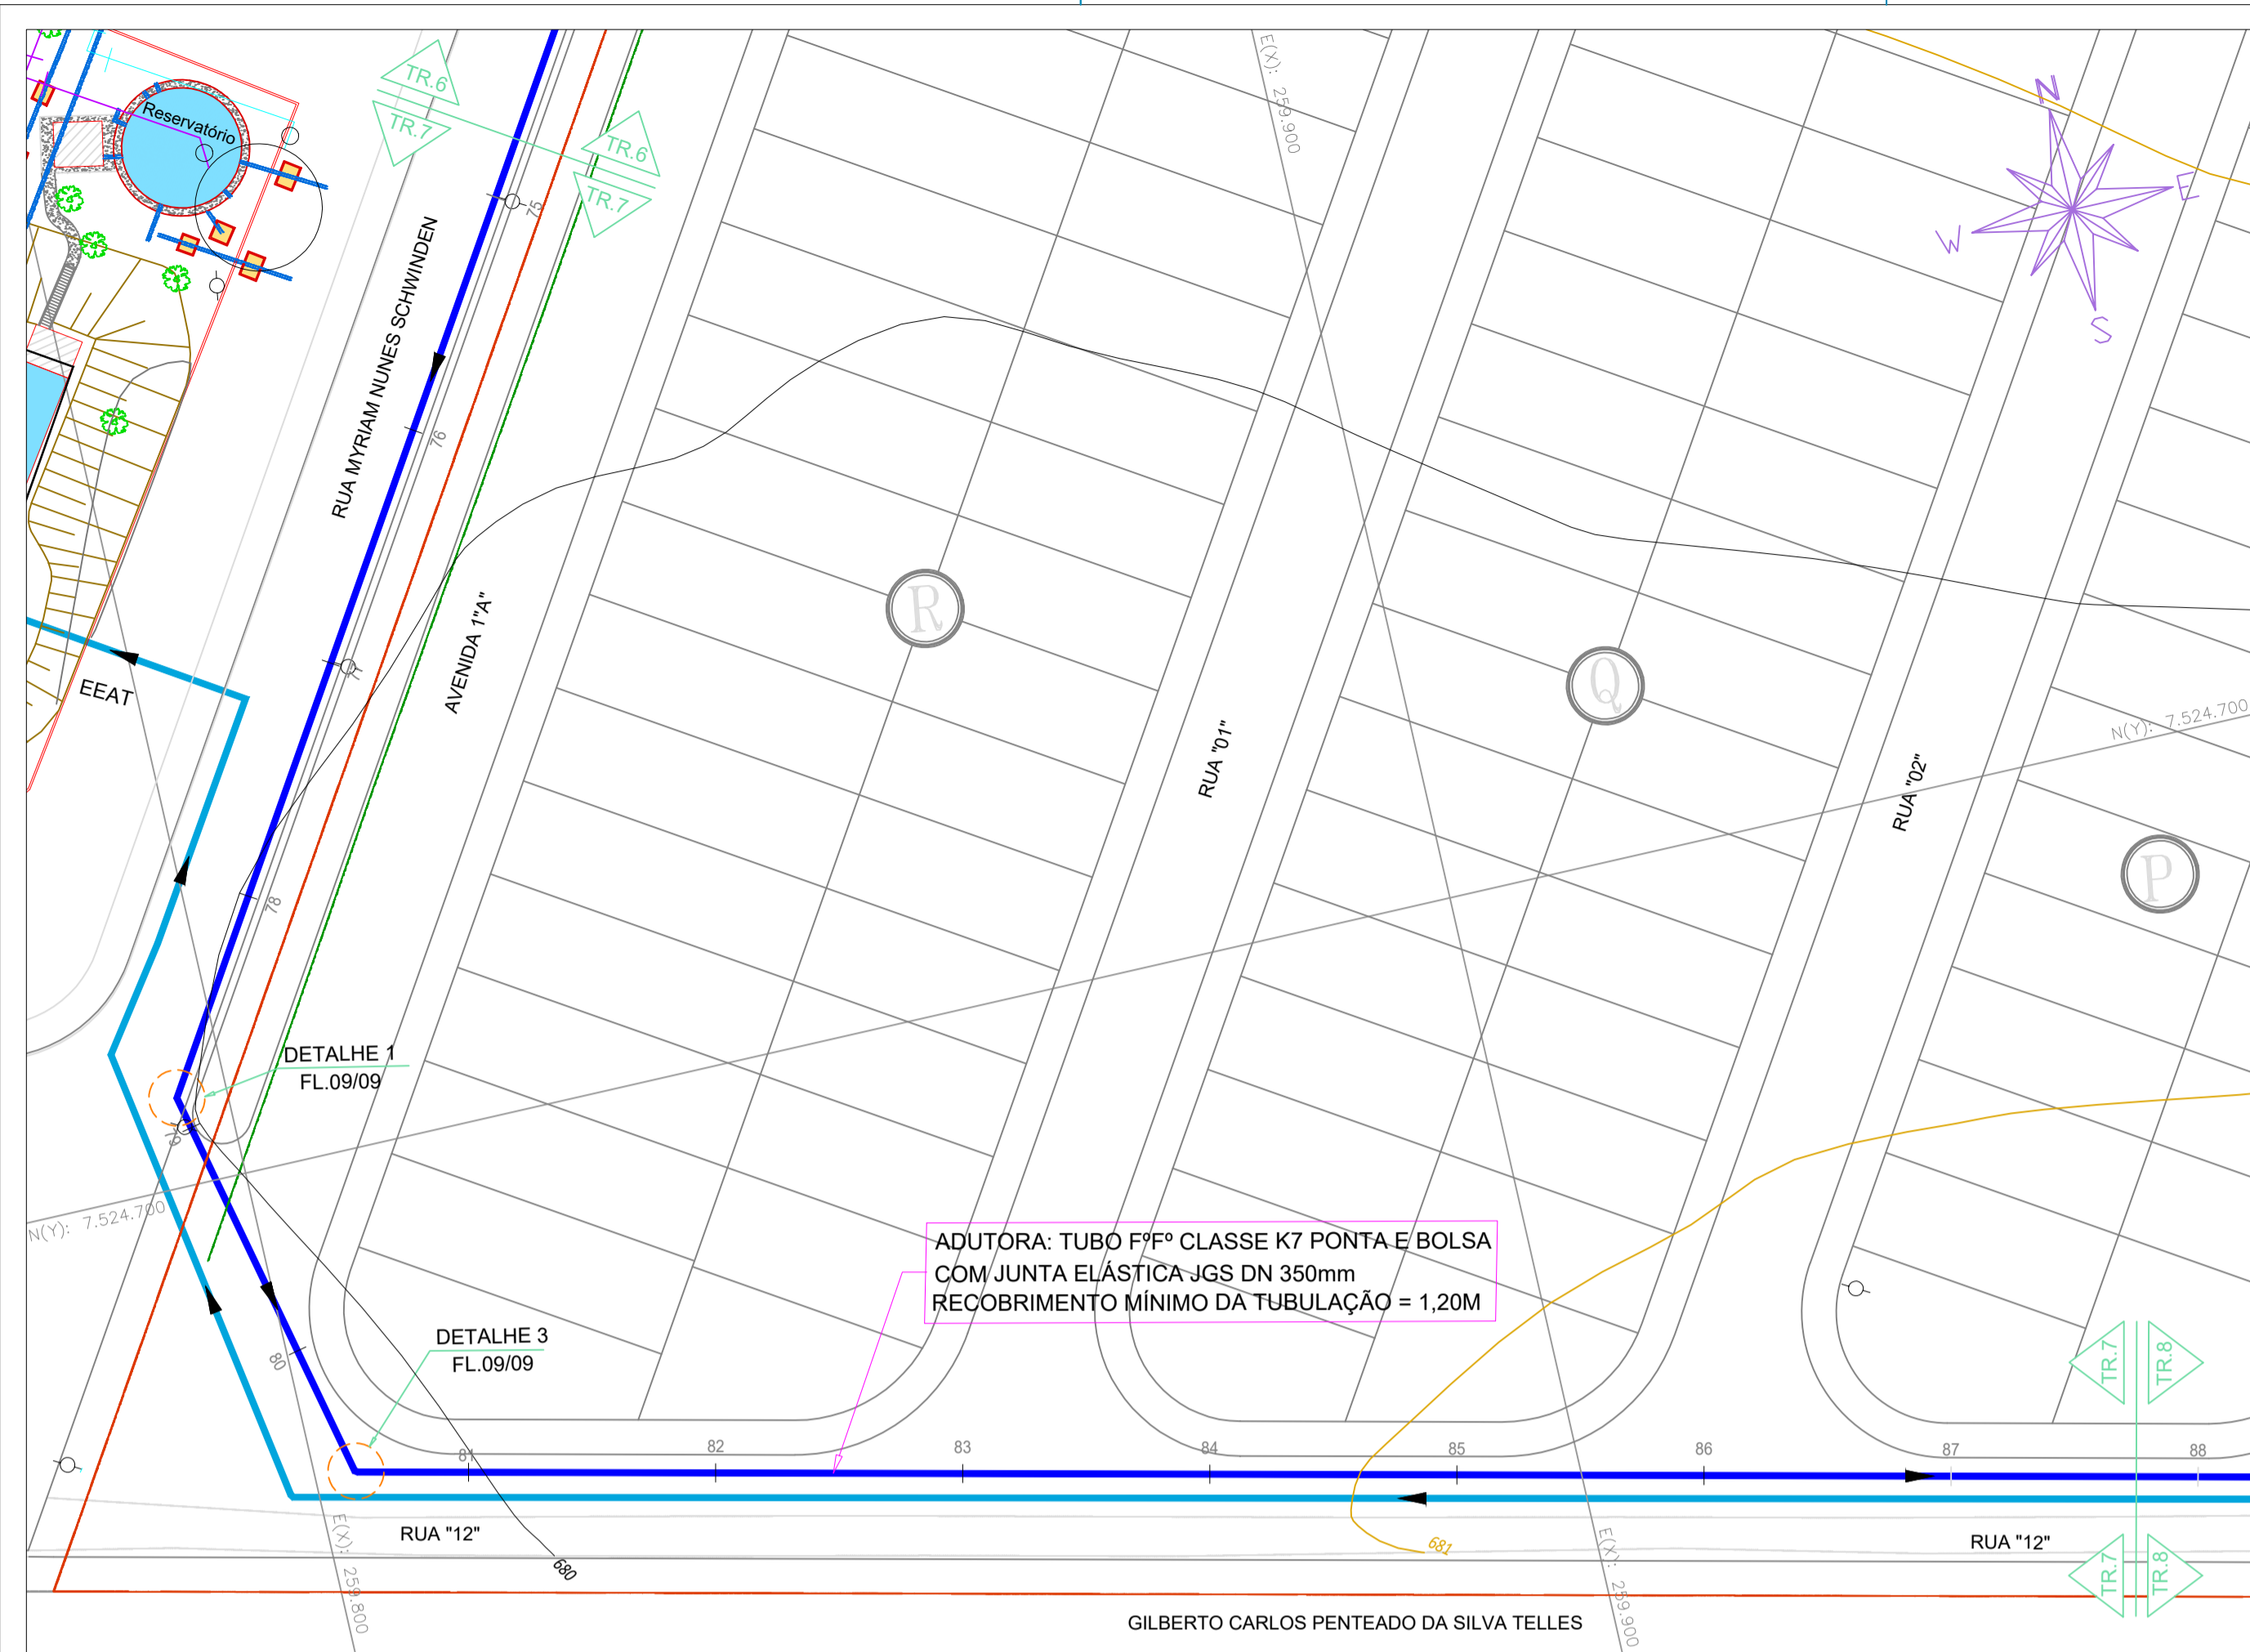 TR.6
TR.7
E(X): 259.900
N
Reservatório
TR.6
TR.7
E
W
S
75
RUA MYRIAM NUNES SCHWINDEN
76
R
AVENIDA 1"A"
77
Q
EEAT
N(Y): 7.524.700
RUA "01"
RUA "02"
P
78
DETALHE 1
FL.09/09
79
N(Y): 7.524.700
ADUTORA: TUBO FºFº CLASSE K7 PONTA E BOLSA
COM JUNTA ELÁSTICA JGS DN 350mm
RECOBRIMENTO MÍNIMO DA TUBULAÇÃO = 1,20M
DETALHE 3
FL.09/09
80
TR.7
TR.8
81
82
83
84
85
86
87
88
RUA "12"
E(X): 259.800
680
681
E(X): 259.900
RUA "12"
TR.7
TR.8
GILBERTO CARLOS PENTEADO DA SILVA TELLES